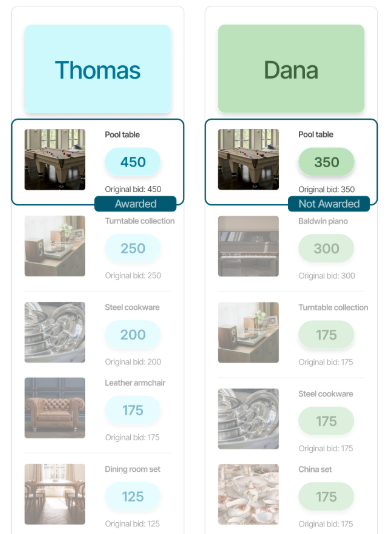 Thomas
Pool table
450
Original bid: 450
Awarded
Turntable collection
250
Original bid: 250
Steel cookware
200
Original bid: 200
Leather armchair
175
Original bid: 175
Dining room set
125
Original bid: 125
Dana
Pool table
350
Original bid: 350
Not Awarded
Baldwin piano
300
Original bid: 300
Turntable collection
175
Original bid: 175
Steel cookware
175
Original bid: 175
China set
175
Original bid: 175